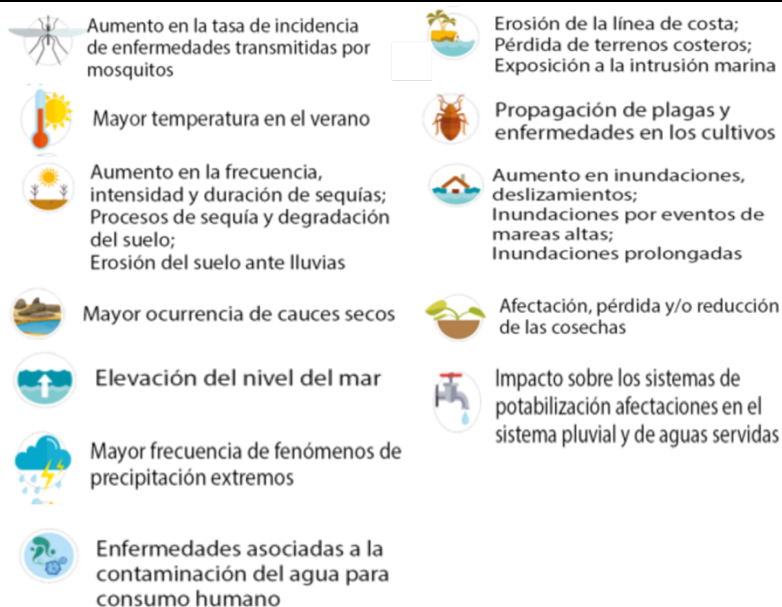 Aumento en la tasa de incidencia
de enfermedades transmitidas por
mosquitos
Mayor temperatura en el verano
Aumento en la frecuencia,
intensidad y duración de sequías;
Procesos de sequía y degradación
del suelo;
Erosión del suelo ante lluvias
Mayor ocurrencia de cauces secos
Elevación del nivel del mar
Mayor frecuencia de fenómenos de
precipitación extremos
Enfermedades asociadas a la
contaminación del agua para
consumo humano
Erosión de la línea de costa;
Pérdida de terrenos costeros;
Exposición a la intrusión marina
Propagación de plagas y
enfermedades en los cultivos
Aumento en inundaciones,
deslizamientos;
Inundaciones por eventos de
mareas altas;
Inundaciones prolongadas
Afectación, pérdida y/o reducción
de las cosechas
Impacto sobre los sistemas de
potabilización afectaciones en el
sistema pluvial y de aguas servidas